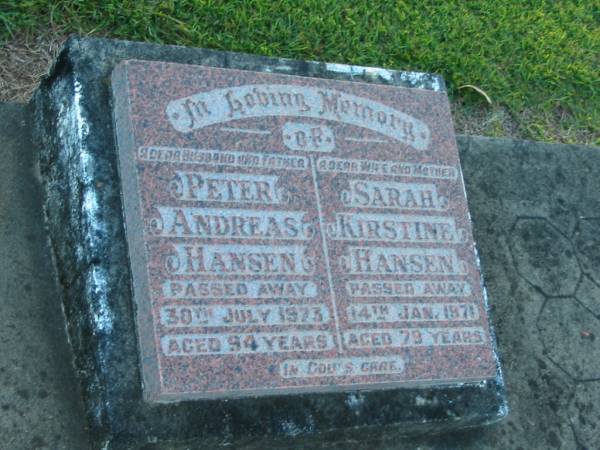 In Loving Memory
OF
A DEAR HUSBAND AND FATHER
PETER
ANDREAS
HANSEN
PASSED AWAY
30TH JULY 1973
AGED 94 YEARS
A DEAR WIFE AND MOTHER
SARAH
KIRSTINE
HANSEN
PASSED AWAY
14TH JAN. 1971
AGED 79 YEARS
IN GOD'S CARE.